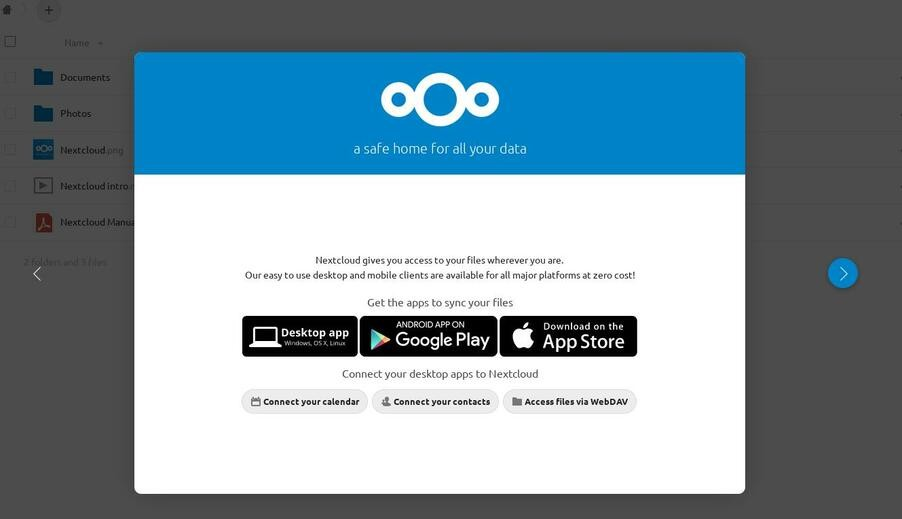 +
Name
Documents
Photos
Nextcloud.png
Nextcloud intro
Nextcloud Manua
2 folders and 3 files
a safe home for all your data
Nextcloud gives you access to your files wherever you are.
Our easy to use desktop and mobile clients are available for all major platforms at zero cost!
Get the apps to sync your files
Desktop app
Windows, OS X, Linux
ANDROID APP ON
Google Play
Download on the
App Store
Connect your desktop apps to Nextcloud
Connect your calendar
Connect your contacts
Access files via WebDAV